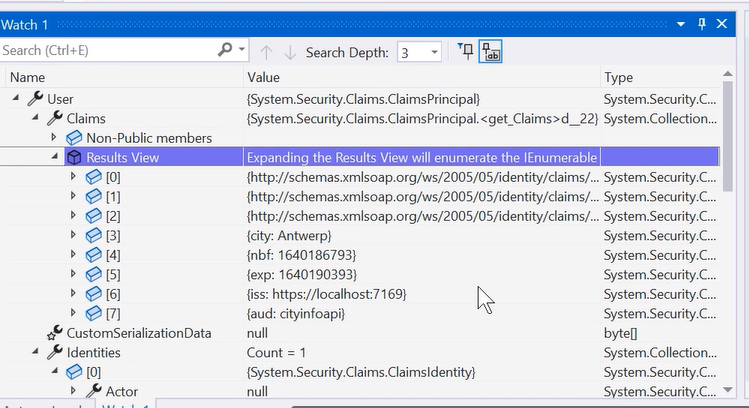 Watch 1
Search (Ctrl+E) Search Depth: 3
Name Value Type
User {System.Security.Claims.ClaimsPrincipal} System.Security.C...
Claims {System.Security.Claims.ClaimsPrincipal.<get_Claims>d__22} System.Collection...
Non-Public members
Results View Expanding the Results View will enumerate the IEnumerable
[0] {http://schemas.xmlsoap.org/ws/2005/05/identity/claims/... System.Security.C...
[1] {http://schemas.xmlsoap.org/ws/2005/05/identity/claims/... System.Security.C...
[2] {http://schemas.xmlsoap.org/ws/2005/05/identity/claims/... System.Security.C...
[3] {city: Antwerp} System.Security.C...
[4] {nbf: 1640186793} System.Security.C...
[5] {exp: 1640190393} System.Security.C...
[6] {iss: https://localhost:7169} System.Security.C...
[7] {aud: cityinfoapi} System.Security.C...
CustomSerializationData null byte[]
Identities Count = 1 System.Collection...
[0] {System.Security.Claims.ClaimsIdentity} System.Security.C...
Actor null System.Security.C...
Watch 1